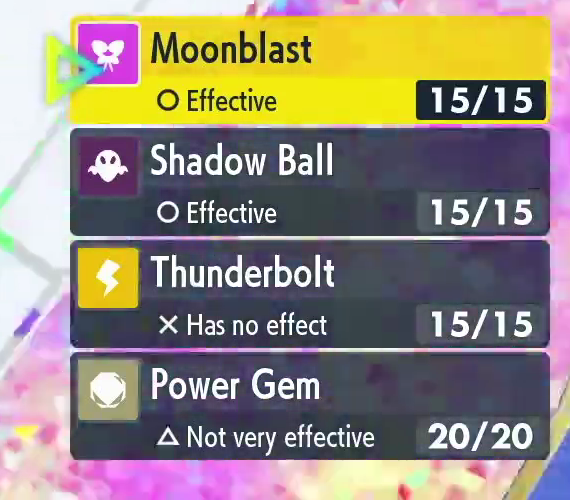 Moonblast
Effective 15/15
Shadow Ball
Effective 15/15
Thunderbolt
Has no effect 15/15
Power Gem
Not very effective 20/20